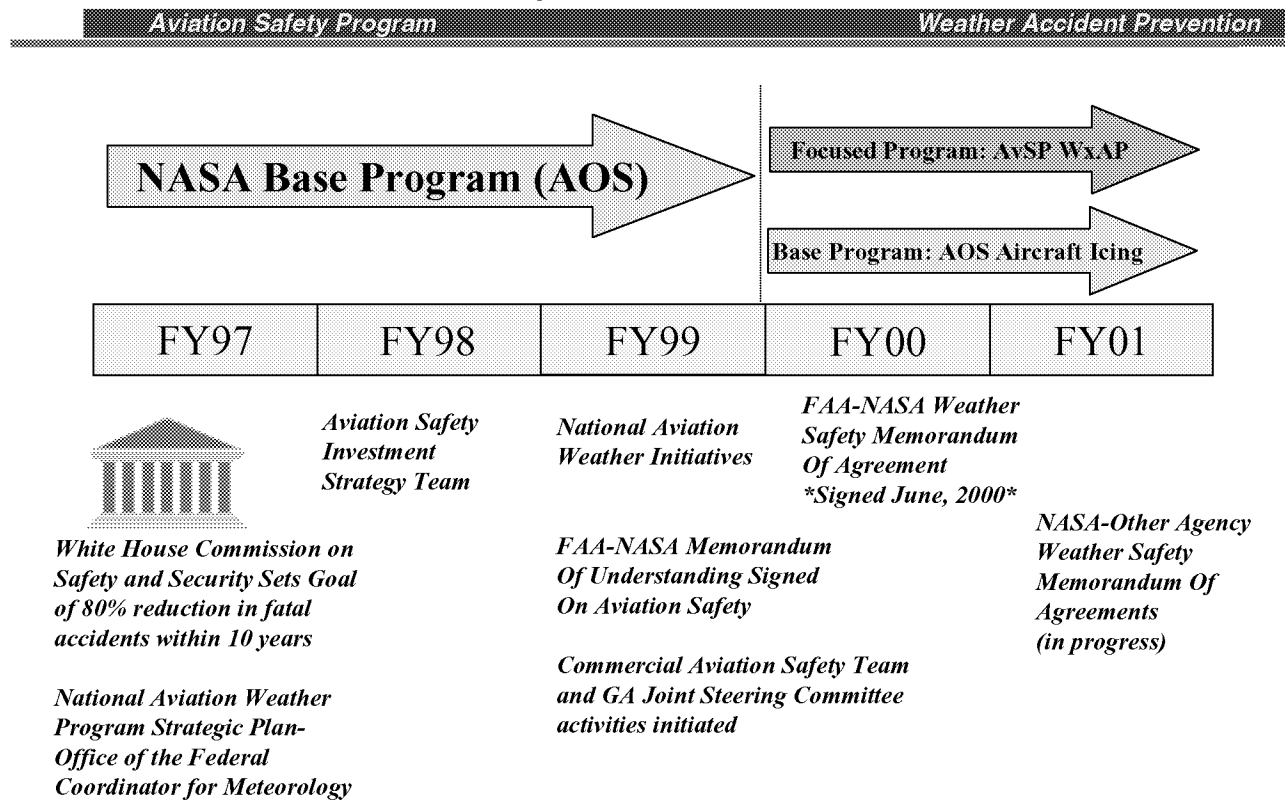 Aviation Safety Program
Weather Accident Prevention
NASA Base Program (AOS)
Focused Program: AvSP WxAP
Base Program: AOS Aircraft Icing
FY97
FY98
FY99
FY00
FY01
White House Commission on
Safety and Security Sets Goal
of 80% reduction in fatal
accidents within 10 years
National Aviation Weather
Program Strategic Plan-
Office of the Federal
Coordinator for Meteorology
Aviation Safety
Investment
Strategy Team
National Aviation
Weather Initiatives
FAA-NASA Memorandum
Of Understanding Signed
On Aviation Safety
Commercial Aviation Safety Team
and GA Joint Steering Committee
activities initiated
FAA-NASA Weather
Safety Memorandum
Of Agreement
*Signed June, 2000*
NASA-Other Agency
Weather Safety
Memorandum Of
Agreements
(in progress)